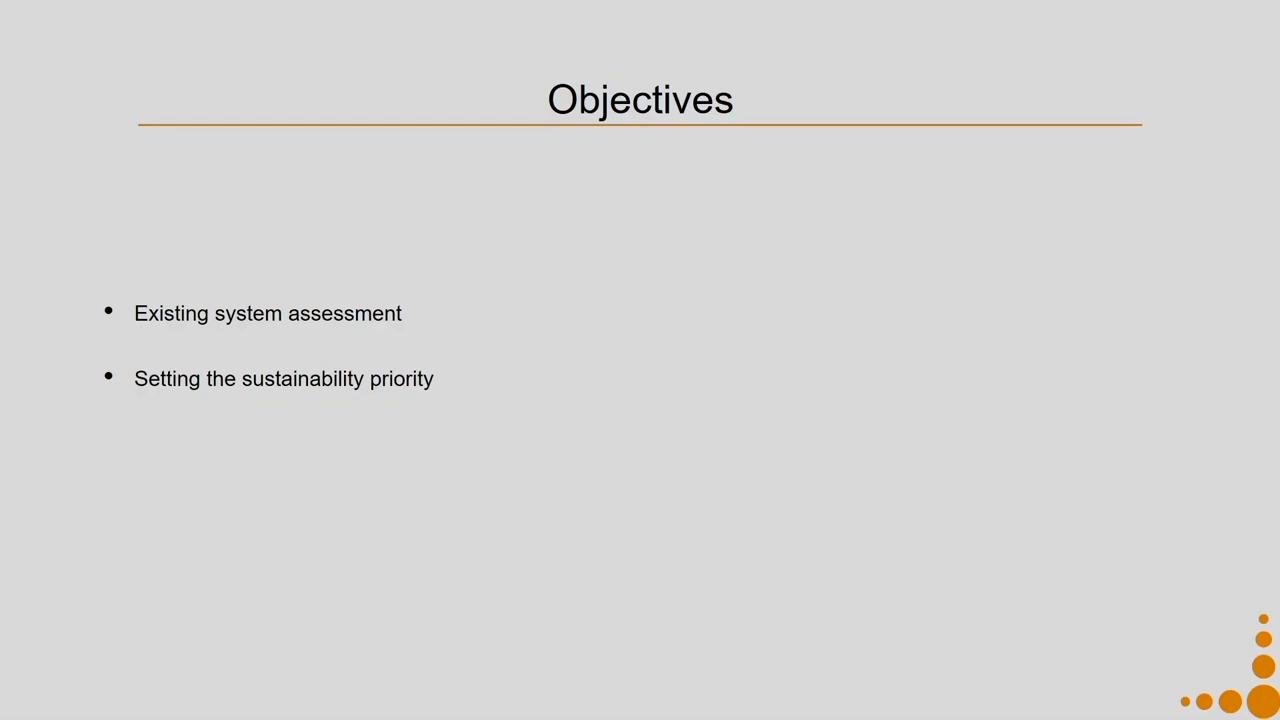 Objectives
• Existing system assessment
• Setting the sustainability priority